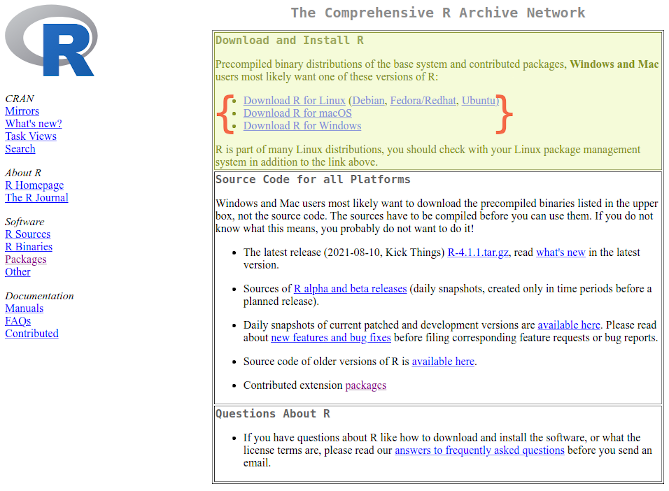 R
CRAN
Mirrors
What's new?
Task Views
Search
About R
R Homepage
The R Journal
Software
R Sources
R Binaries
Packages
Other
Documentation
Manuals
FAQs
Contributed
The Comprehensive R Archive Network
Download and Install R
Precompiled binary distributions of the base system and contributed packages, Windows and Mac
users most likely want one of these versions of R:
Download R for Linux (Debian, Fedora/Redhat, Ubuntu)
Download R for macOS
Download R for Windows
R is part of many Linux distributions, you should check with your Linux package management
system in addition to the link above.
Source Code for all Platforms
Windows and Mac users most likely want to download the precompiled binaries listed in the upper
box, not the source code. The sources have to be compiled before you can use them. If you do not
know what this means, you probably do not want to do it!
The latest release (2021-08-10, Kick Things) R-4.1.1.tar.gz, read what's new in the latest
version.
Sources of R alpha and beta releases (daily snapshots, created only in time periods before a
planned release).
Daily snapshots of current patched and development versions are available here. Please read
about new features and bug fixes before filing corresponding feature requests or bug reports.
Source code of older versions of R is available here.
Contributed extension packages
Questions About R
If you have questions about R like how to download and install the software, or what the
license terms are, please read our answers to frequently asked questions before you send an
email.